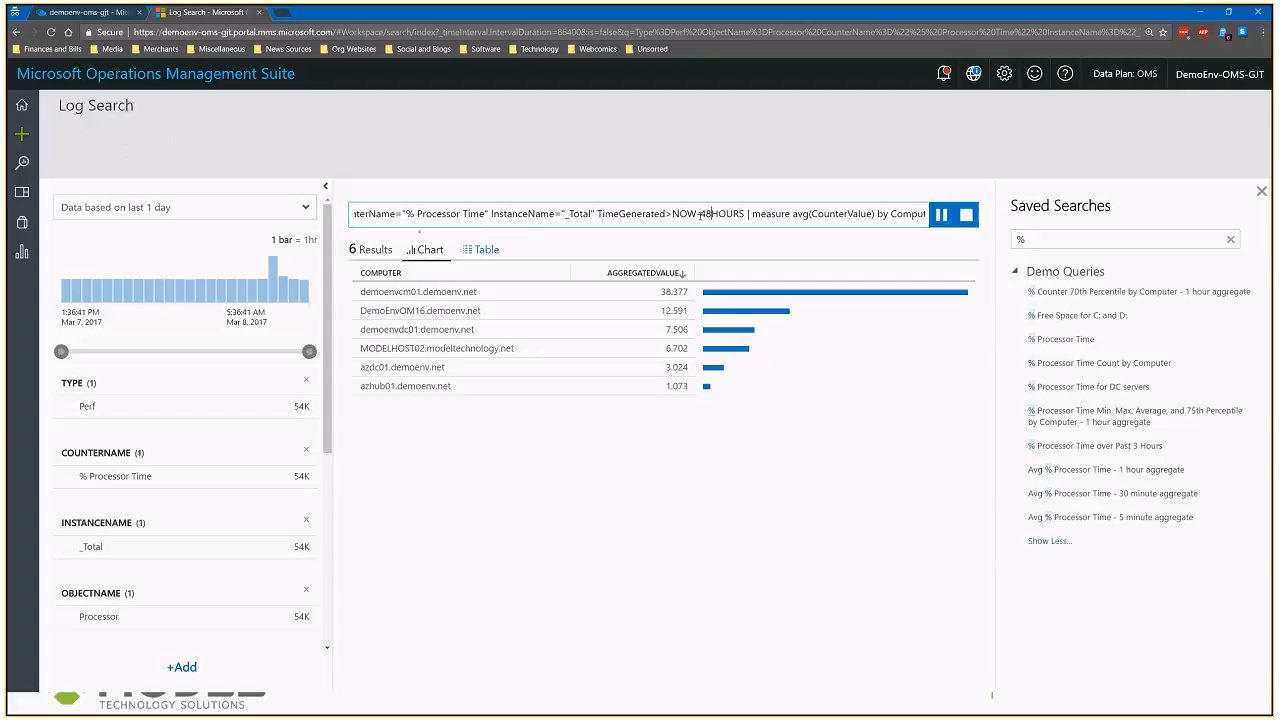 demoenv-oms-gjt - Mic
Log Search - Microsoft
Secure
https://demoenv-oms-gjt.portal.mms.microsoft.com/#Workspace/search/index?_timeInterval.intervalDuration=86400&is=false&q=Type%3DPerf%20ObjectName%3DProcessor%20CounterName%3D%22%25%20Processor%20Time%22%20InstanceName%3D%22_
Finances and Bills
Media
Merchants
Miscellaneous
News Sources
Org Websites
Social and Blogs
Software
Technology
Webcomics
Unsorted
Microsoft Operations Management Suite
Data Plan: OMS
DemoEnv-OMS-GJT
Log Search
Data based on last 1 day
1 bar = 1hr
1:36:41 PM
Mar 7, 2017
5:36:41 AM
Mar 8, 2017
TYPE (1)
Perf 54K
COUNTERNAME (1)
% Processor Time 54K
INSTANCENAME (1)
_Total 54K
OBJECTNAME (1)
Processor 54K
+Add
TECHNOLOGY SOLUTIONS
nterName="% Processor Time" InstanceName="_Total" TimeGenerated>NOW-48HOURS | measure avg(CounterValue) by Comput
6 Results
Chart
Table
COMPUTER AGGREGATEDVALUE
demoenvcm01.demoenv.net 38.377
DemoEnvOM16.demoenv.net 12.591
demoenvdc01.demoenv.net 7.506
MODELHOST02.modeltechnology.net 6.702
azdc01.demoenv.net 3.024
azhub01.demoenv.net 1.073
Saved Searches
%
Demo Queries
% Counter 70th Percentile by Computer - 1 hour aggregate
% Free Space for C: and D:
% Processor Time
% Processor Time Count by Computer
% Processor Time for DC servers
% Processor Time Min, Max, Average, and 75th Percentile
by Computer - 1 hour aggregate
% Processor Time over Past 3 Hours
Avg % Processor Time - 1 hour aggregate
Avg % Processor Time - 30 minute aggregate
Avg % Processor Time - 5 minute aggregate
Show Less...